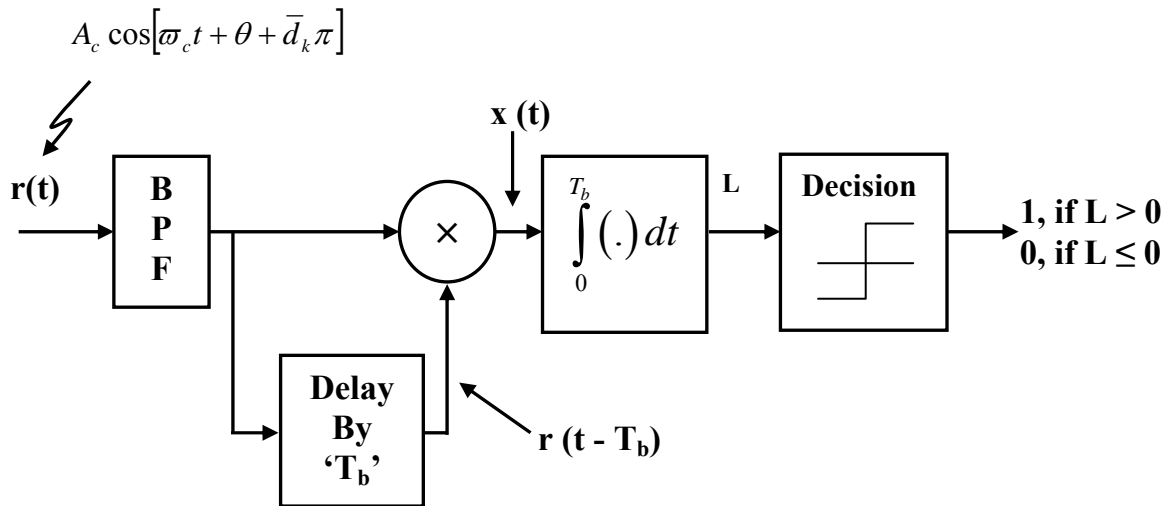 A_c cos[ϖ_c t + θ + d̄_k π]
r(t)
B
P
F
×
x (t)
∫_0^{T_b} (.) dt
L
Decision
1, if L > 0
0, if L ≤ 0
Delay
By
‘T_b’
r (t - T_b)